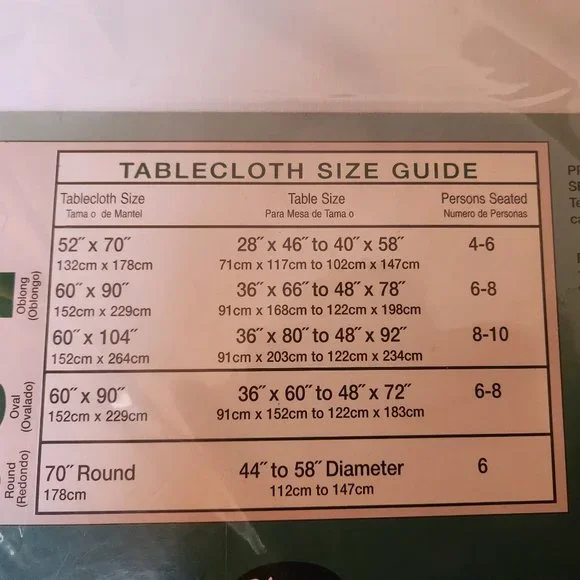 TABLECLOTH SIZE GUIDE
Tablecloth Size Table Size Persons Seated
Tama o de Mantel Para Mesa de Tama o Numero de Personas
Oblong
(Oblongo)
52˝ x 70˝ 28˝ x 46˝ to 40˝ x 58˝ 4-6
132cm x 178cm 71cm x 117cm to 102cm x 147cm
60˝ x 90˝ 36˝ x 66˝ to 48˝ x 78˝ 6-8
152cm x 229cm 91cm x 168cm to 122cm x 198cm
60˝ x 104˝ 36˝ x 80˝ to 48˝ x 92˝ 8-10
152cm x 264cm 91cm x 203cm to 122cm x 234cm
Oval
(Ovalado)
60˝ x 90˝ 36˝ x 60˝ to 48˝ x 72˝ 6-8
152cm x 229cm 91cm x 152cm to 122cm x 183cm
Round
(Redondo)
70˝ Round 44˝ to 58˝ Diameter 6
178cm 112cm to 147cm